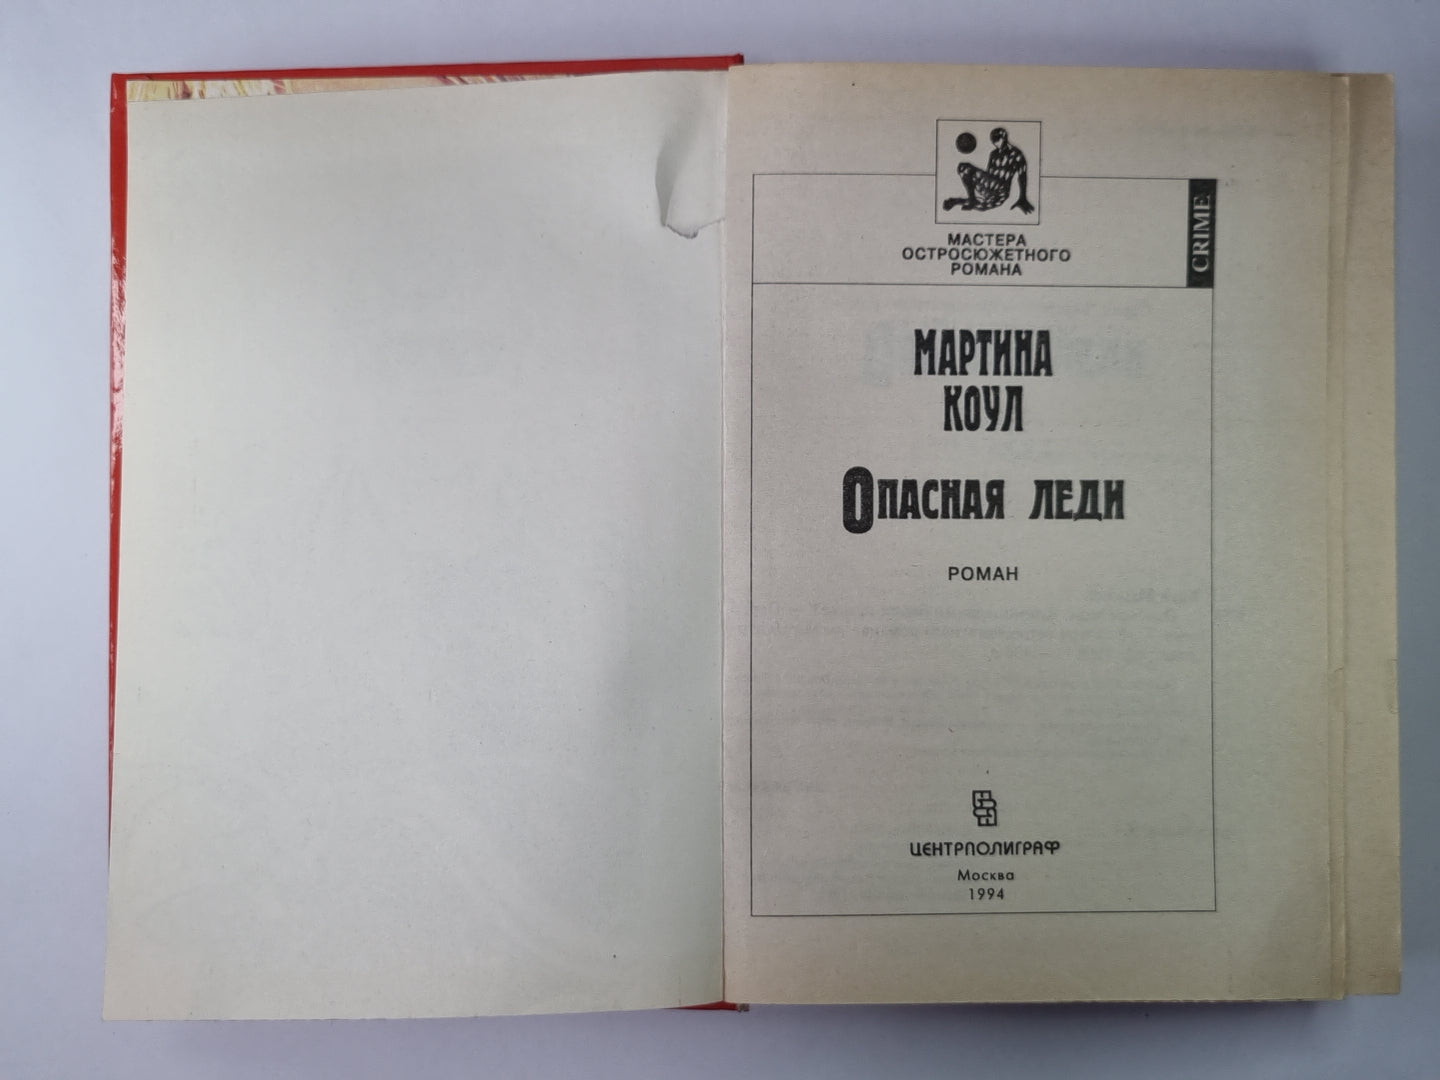 МАСТЕРА
ОСТРОСЮЖЕТНОГО
РОМАНА
CRIME
МАРТИНА
КОУЛ
ОПАСНАЯ ЛЕДИ
РОМАН
ЦЕНТРПОЛИГРАФ
Москва
1994